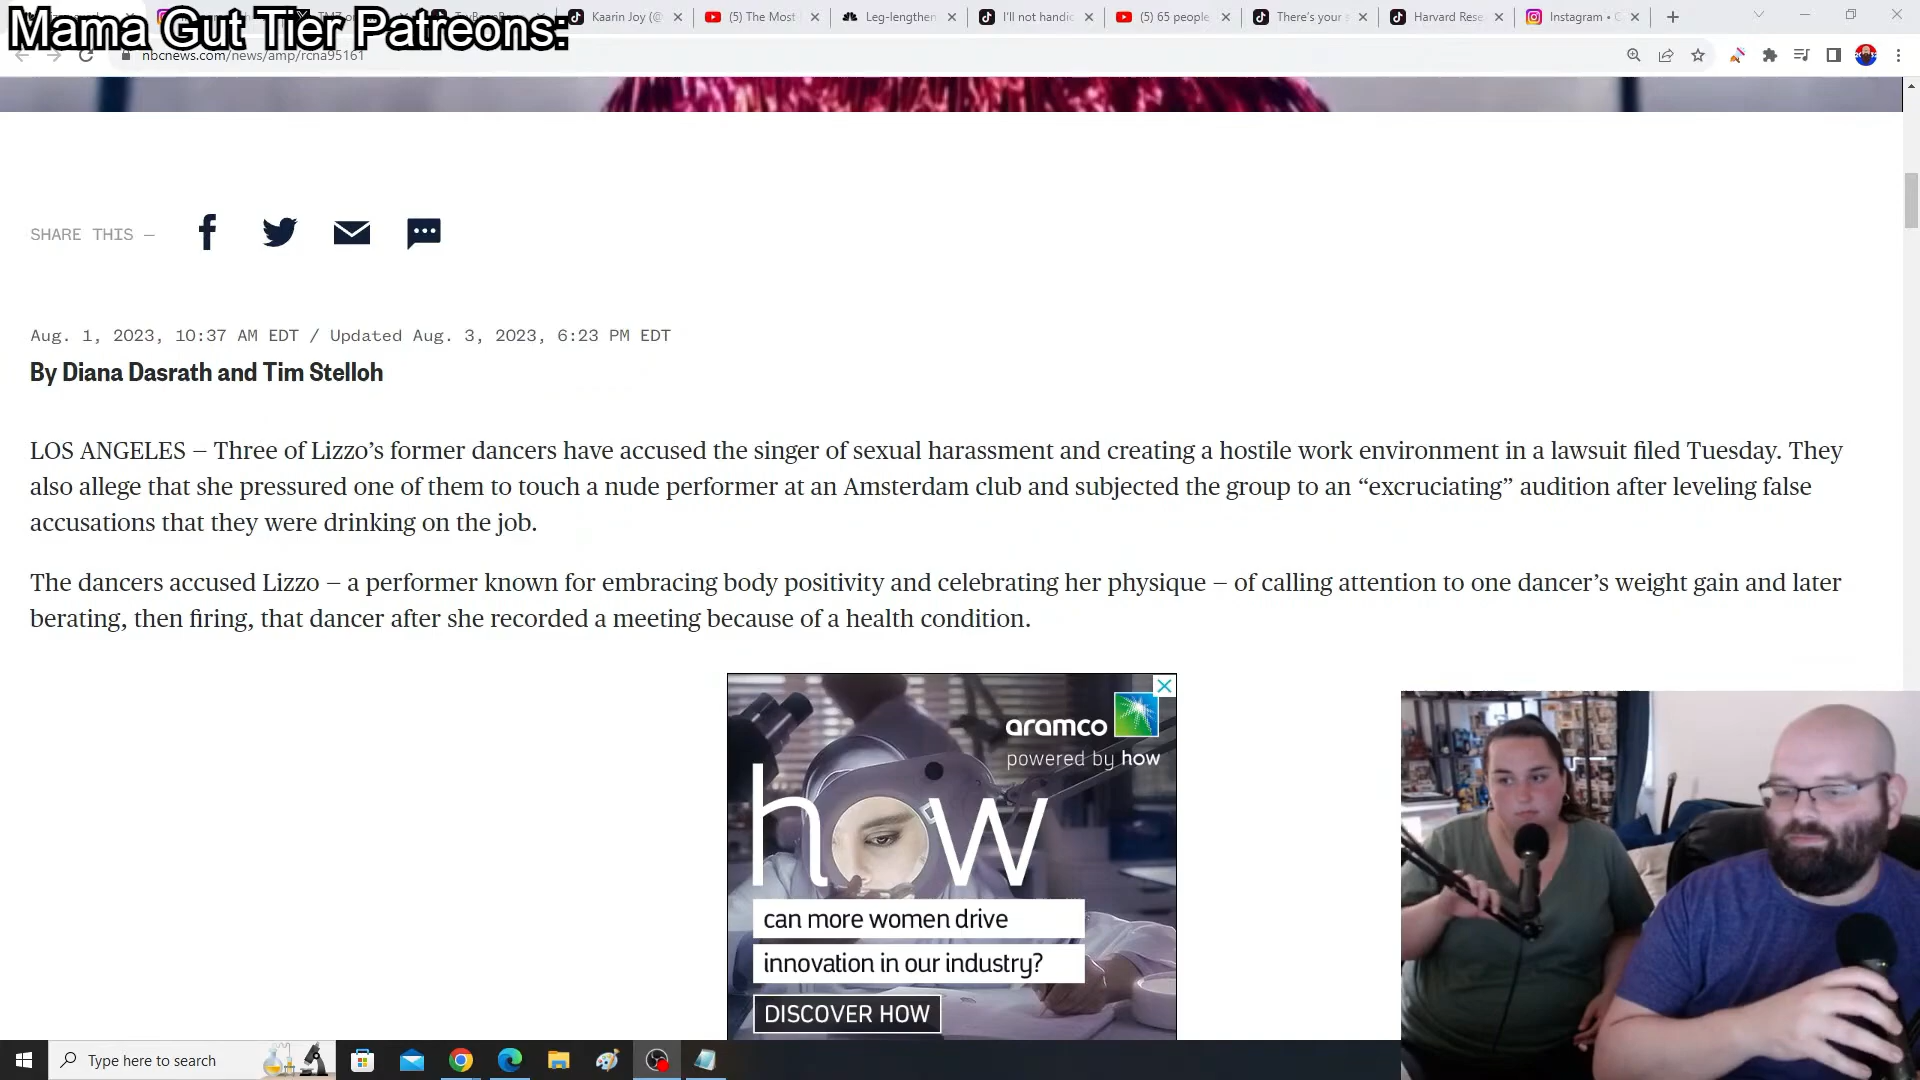 Mama Gut Tier Patreons:
Kaarin Joy (@
(5) The Most
Leg-lengthen
I'll not handic
(5) 65 people
There's your
Harvard Rese
Instagram •
nbcnews.com/news/amp/rcna95161
SHARE THIS —
Aug. 1, 2023, 10:37 AM EDT / Updated Aug. 3, 2023, 6:23 PM EDT
By Diana Dasrath and Tim Stelloh
LOS ANGELES — Three of Lizzo's former dancers have accused the singer of sexual harassment and creating a hostile work environment in a lawsuit filed Tuesday. They
also allege that she pressured one of them to touch a nude performer at an Amsterdam club and subjected the group to an “excruciating” audition after leveling false
accusations that they were drinking on the job.
The dancers accused Lizzo — a performer known for embracing body positivity and celebrating her physique — of calling attention to one dancer's weight gain and later
berating, then firing, that dancer after she recorded a meeting because of a health condition.
aramco
powered by how
how
can more women drive
innovation in our industry?
DISCOVER HOW
Type here to search